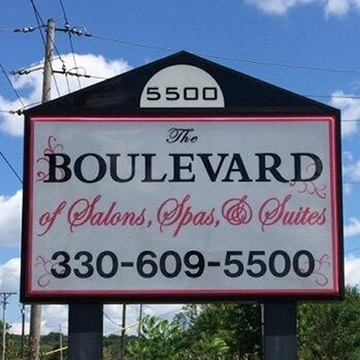 5500
The
BOULEVARD
of Salons, Spas, & Suites
330-609-5500